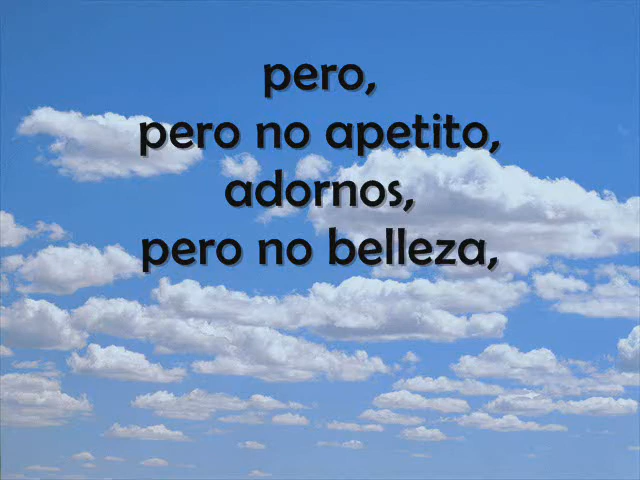 pero,
pero no apetito,
adornos,
pero no belleza,